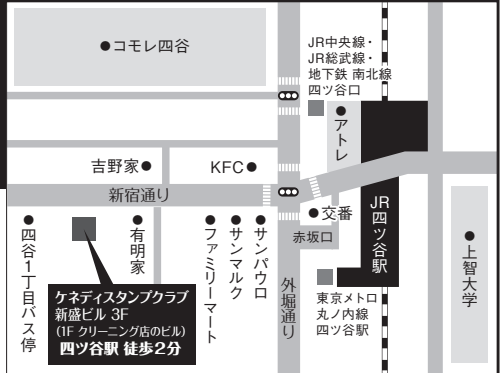 ●コモレ四谷
JR中央線・
JR総武線・
地下鉄 南北線
四ツ谷口
●アトレ
吉野家●
KFC●
新宿通り
●交番
赤坂口
JR四ツ谷駅
●四谷1丁目バス停
●有明家
●ファミリーマート
●サンマルク
●サンパウロ
外堀通り
東京メトロ
丸ノ内線
四ツ谷駅
●上智大学
ケネディスタンプクラブ
新盛ビル 3F
(1F クリーニング店のビル)
四ツ谷駅 徒歩2分